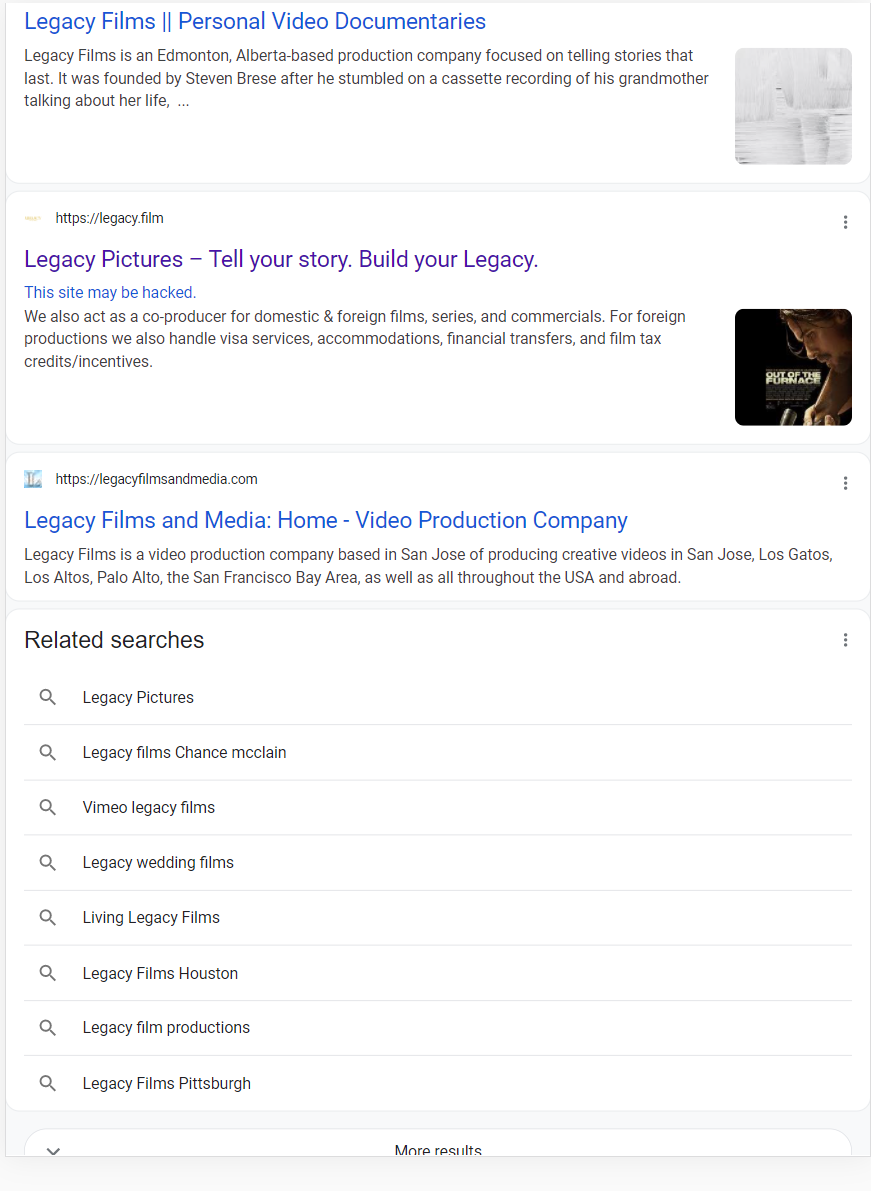 Legacy Films || Personal Video Documentaries
Legacy Films is an Edmonton, Alberta-based production company focused on telling stories that
last. It was founded by Steven Brese after he stumbled on a cassette recording of his grandmother
talking about her life, ...
https://legacy.film
Legacy Pictures – Tell your story. Build your Legacy.
This site may be hacked.
We also act as a co-producer for domestic & foreign films, series, and commercials. For foreign
productions we also handle visa services, accommodations, financial transfers, and film tax
credits/incentives.
OUT OF THE
FURNACE
https://legacyfilmsandmedia.com
Legacy Films and Media: Home - Video Production Company
Legacy Films is a video production company based in San Jose of producing creative videos in San Jose, Los Gatos,
Los Altos, Palo Alto, the San Francisco Bay Area, as well as all throughout the USA and abroad.
Related searches
Legacy Pictures
Legacy films Chance mcclain
Vimeo legacy films
Legacy wedding films
Living Legacy Films
Legacy Films Houston
Legacy film productions
Legacy Films Pittsburgh
More results